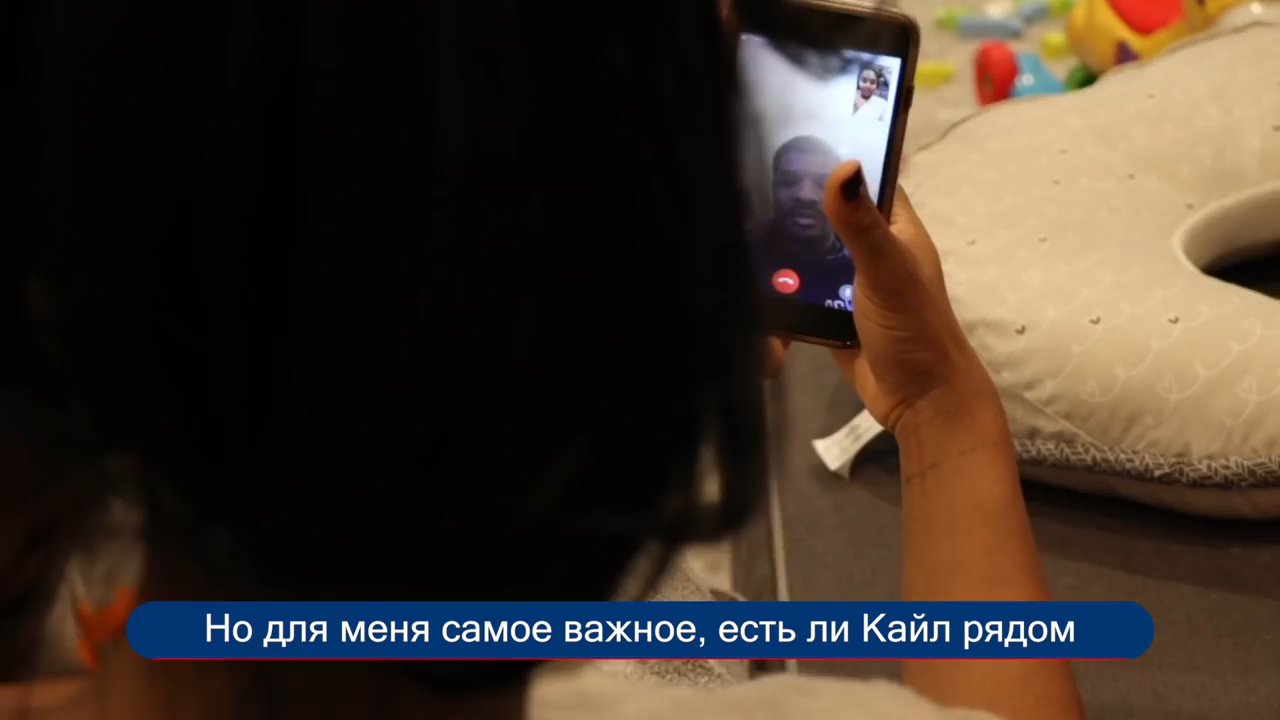 Но для меня самое важное, есть ли Кайл рядом